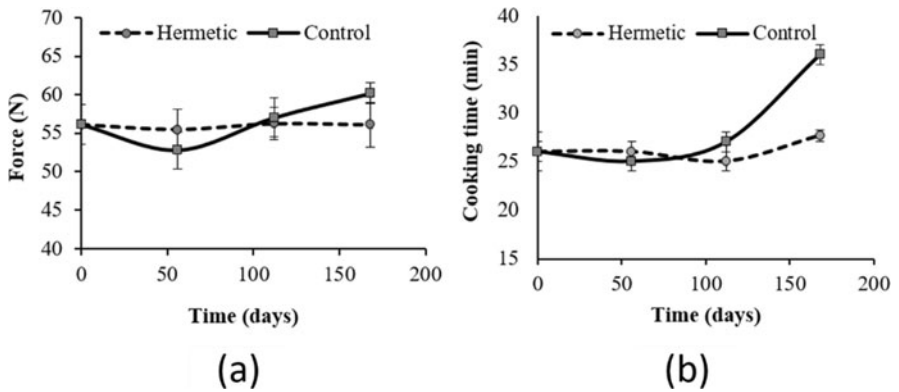 Hermetic Control
Force (N)
70
65
60
55
50
45
40
0 50 100 150 200
Time (days)
(a)
Hermetic Control
Cooking time (min)
40
35
30
25
20
15
0 50 100 150 200
Time (days)
(b)